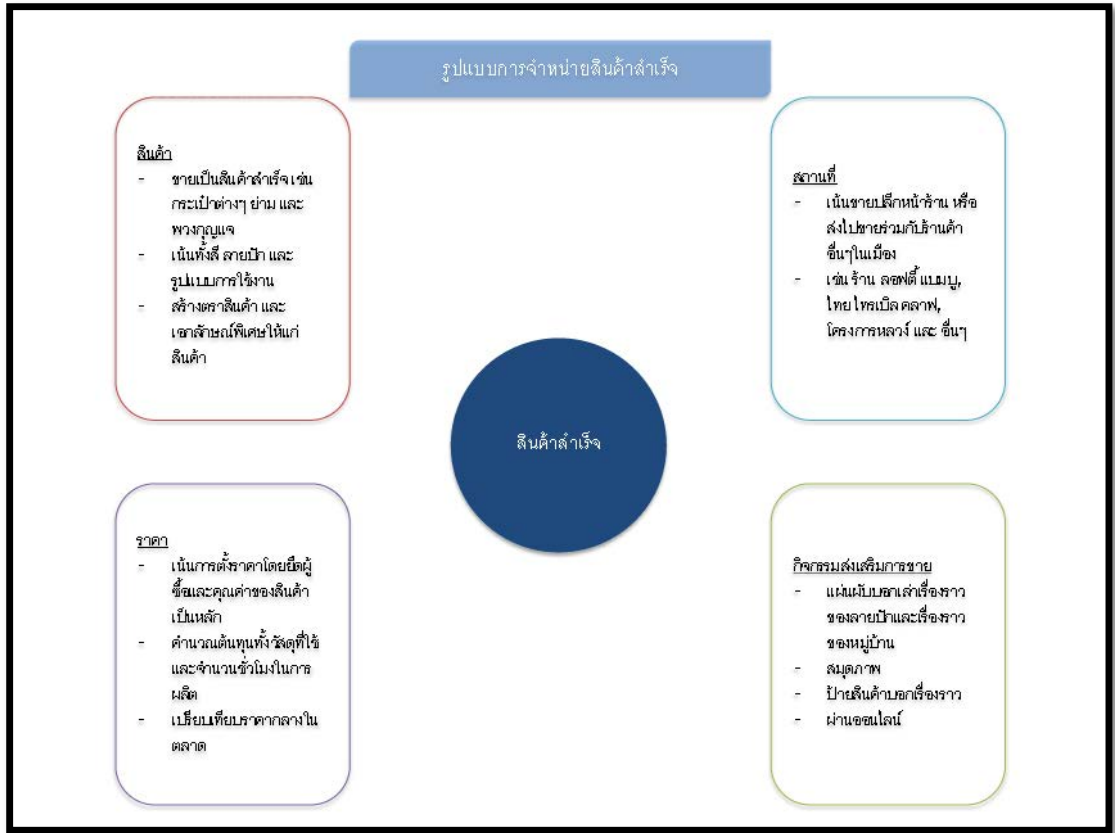 รูปแบบการจำหน่ายสินค้าสำเร็จ
สินค้า
- ขายเป็นสินค้าสำเร็จ เช่น
กระเป๋าต่างๆ ย่าม และ
พวงกุญแจ
- เน้นทั้งสี ลายปัก และ
รูปแบบการใช้งาน
- สร้างตราสินค้า และ
เอกลักษณ์พิเศษให้แก่
สินค้า
สถานที่
- เน้นขายปลีกหน้าร้าน หรือ
ส่งไปขายร่วมกับร้านค้า
อื่นๆในเมือง
- เช่น ร้าน ลอฟตี้ แบมบู,
ไทย ไทรเบิล คลาฟ,
โครงการหลวง และ อื่นๆ
สินค้าสำเร็จ
ราคา
- เน้นการตั้งราคาโดยยึดผู้
ซื้อและคุณค่าของสินค้า
เป็นหลัก
- คำนวณต้นทุนทั้งวัสดุที่ใช้
และจำนวนชั่วโมงในการ
ผลิต
- เปรียบเทียบราคากลางใน
ตลาด
กิจกรรมส่งเสริมการขาย
- แผ่นพับบอกเล่าเรื่องราว
ของลายปักและเรื่องราว
ของหมู่บ้าน
- สมุดภาพ
- ป้ายสินค้าบอกเรื่องราว
- ผ่านออนไลน์